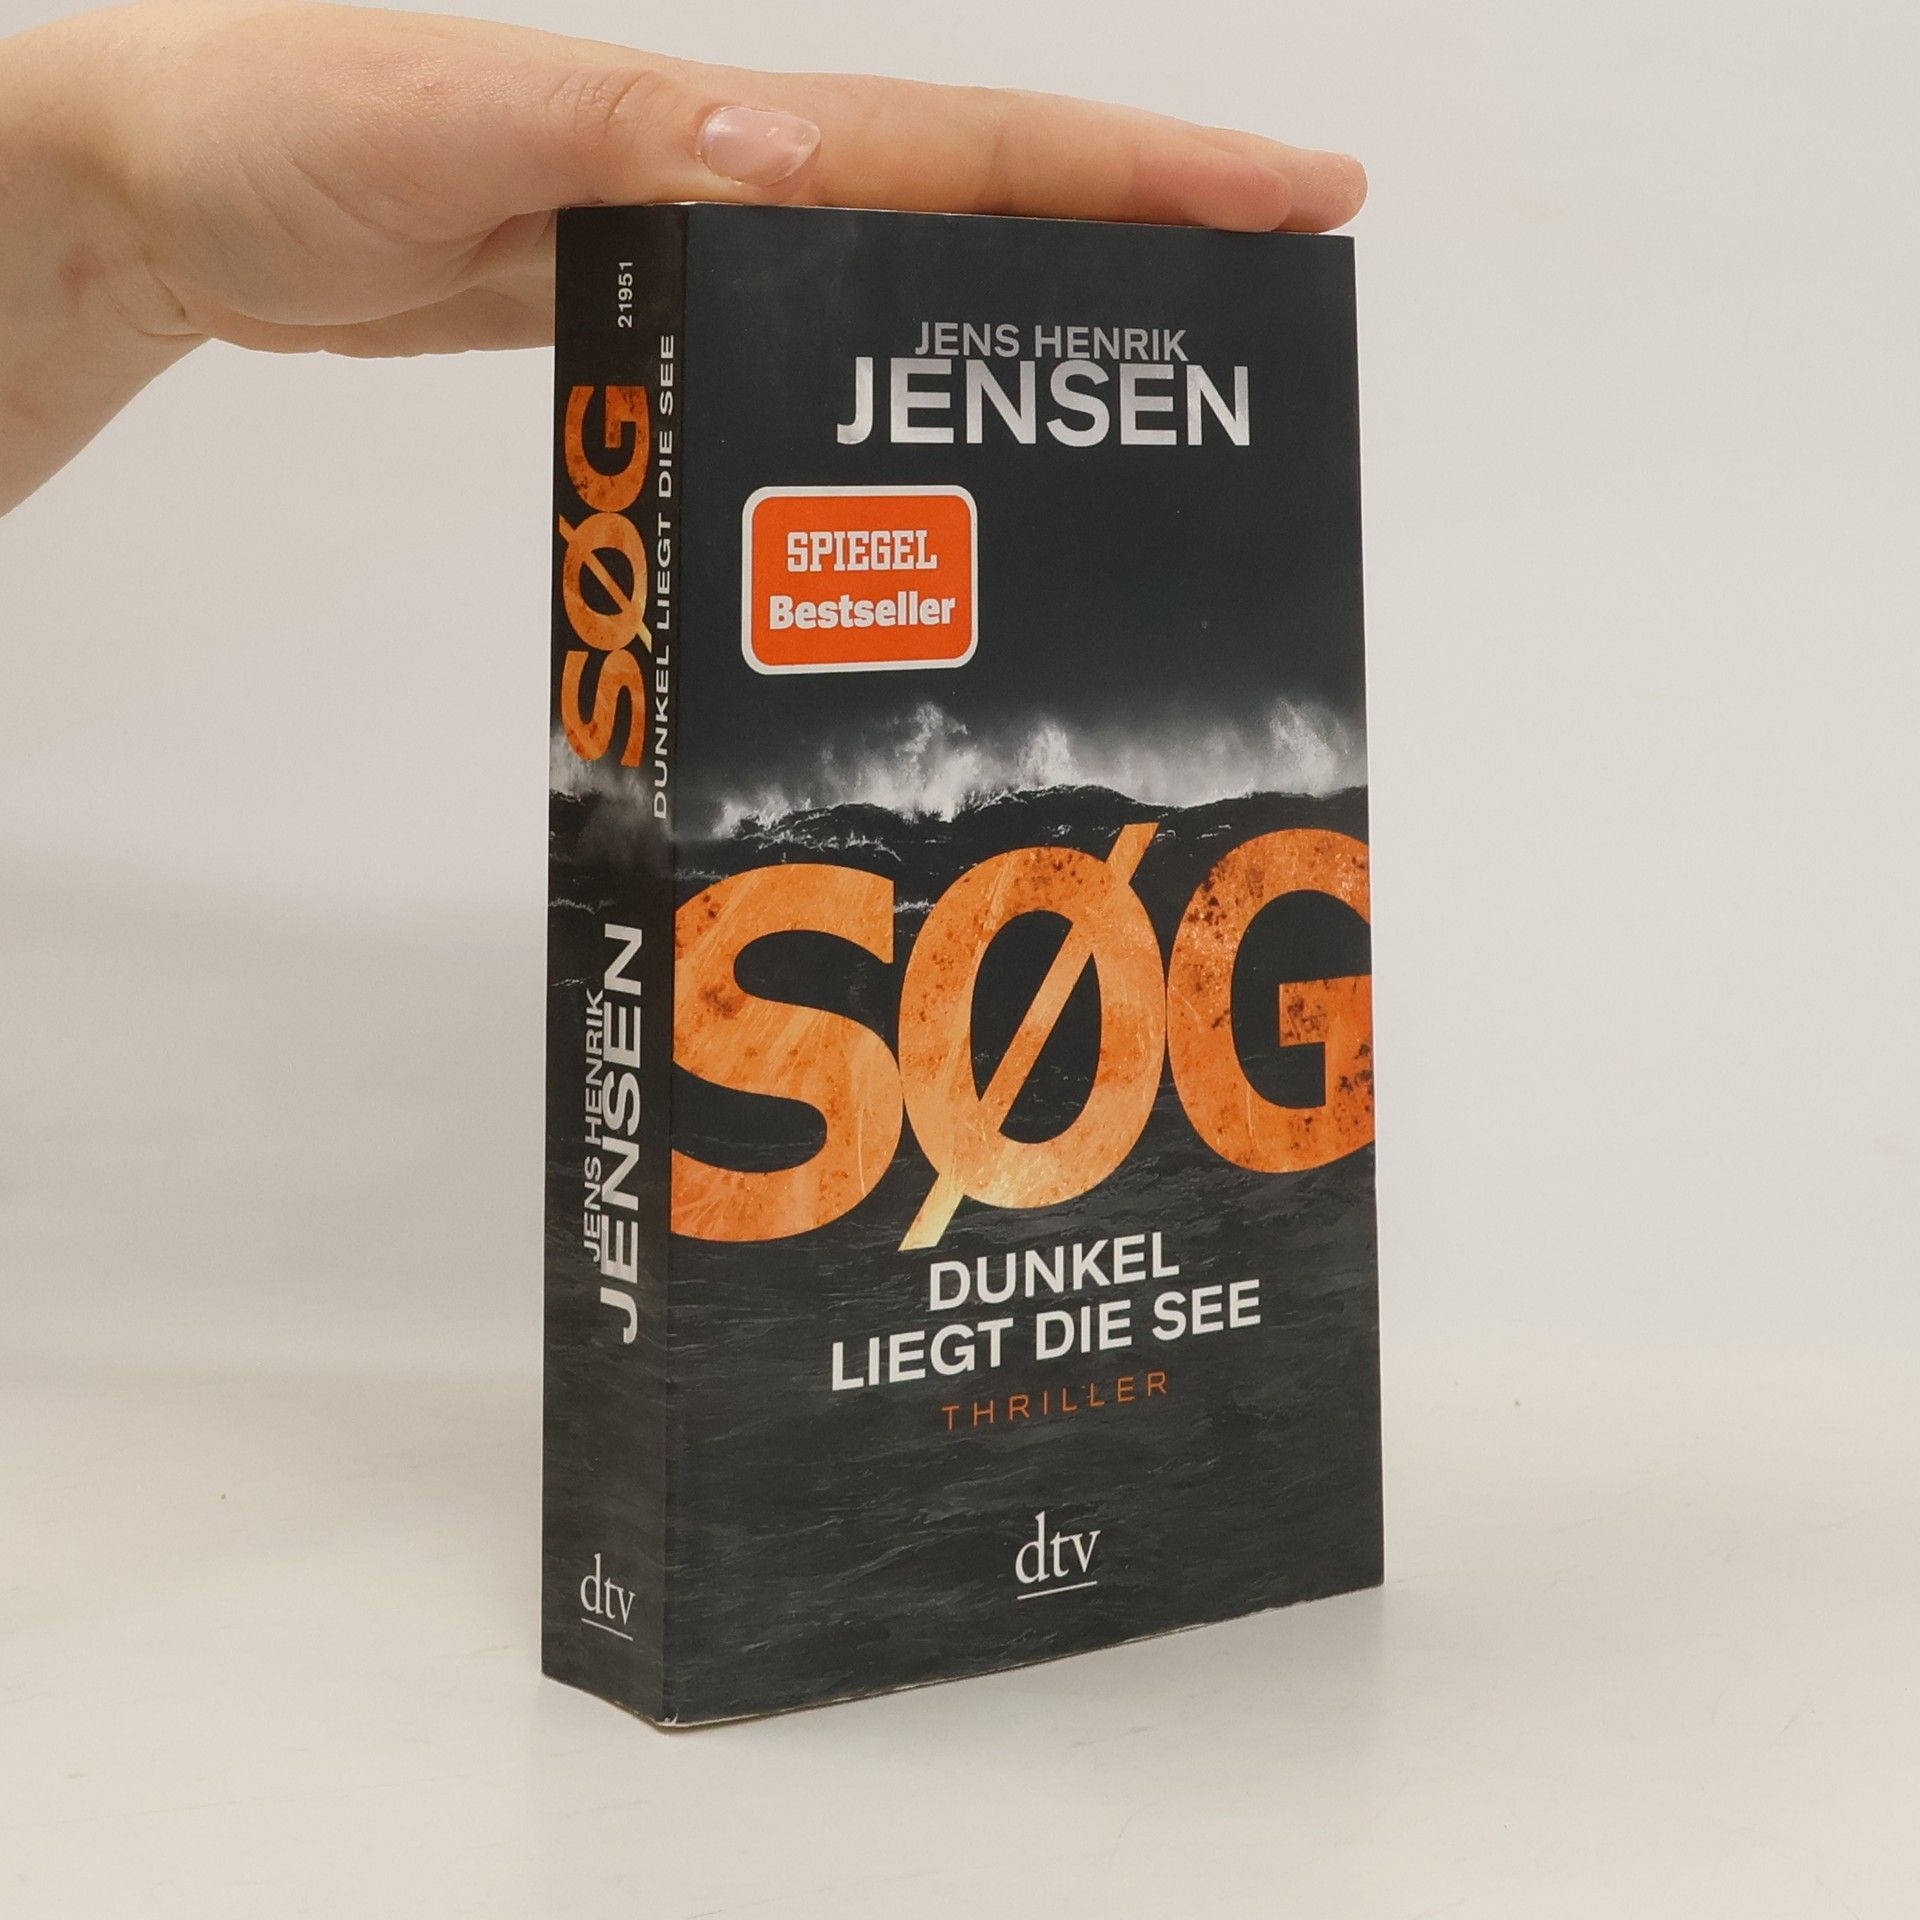 21951
SØG
DUNKEL LIEGT DIE SEE
JENS HENRIK
JENSEN
dtv
JENS HENRIK
JENSEN
SPIEGEL
Bestseller
SØG
DUNKEL
LIEGT DIE SEE
THRILLER
dtv